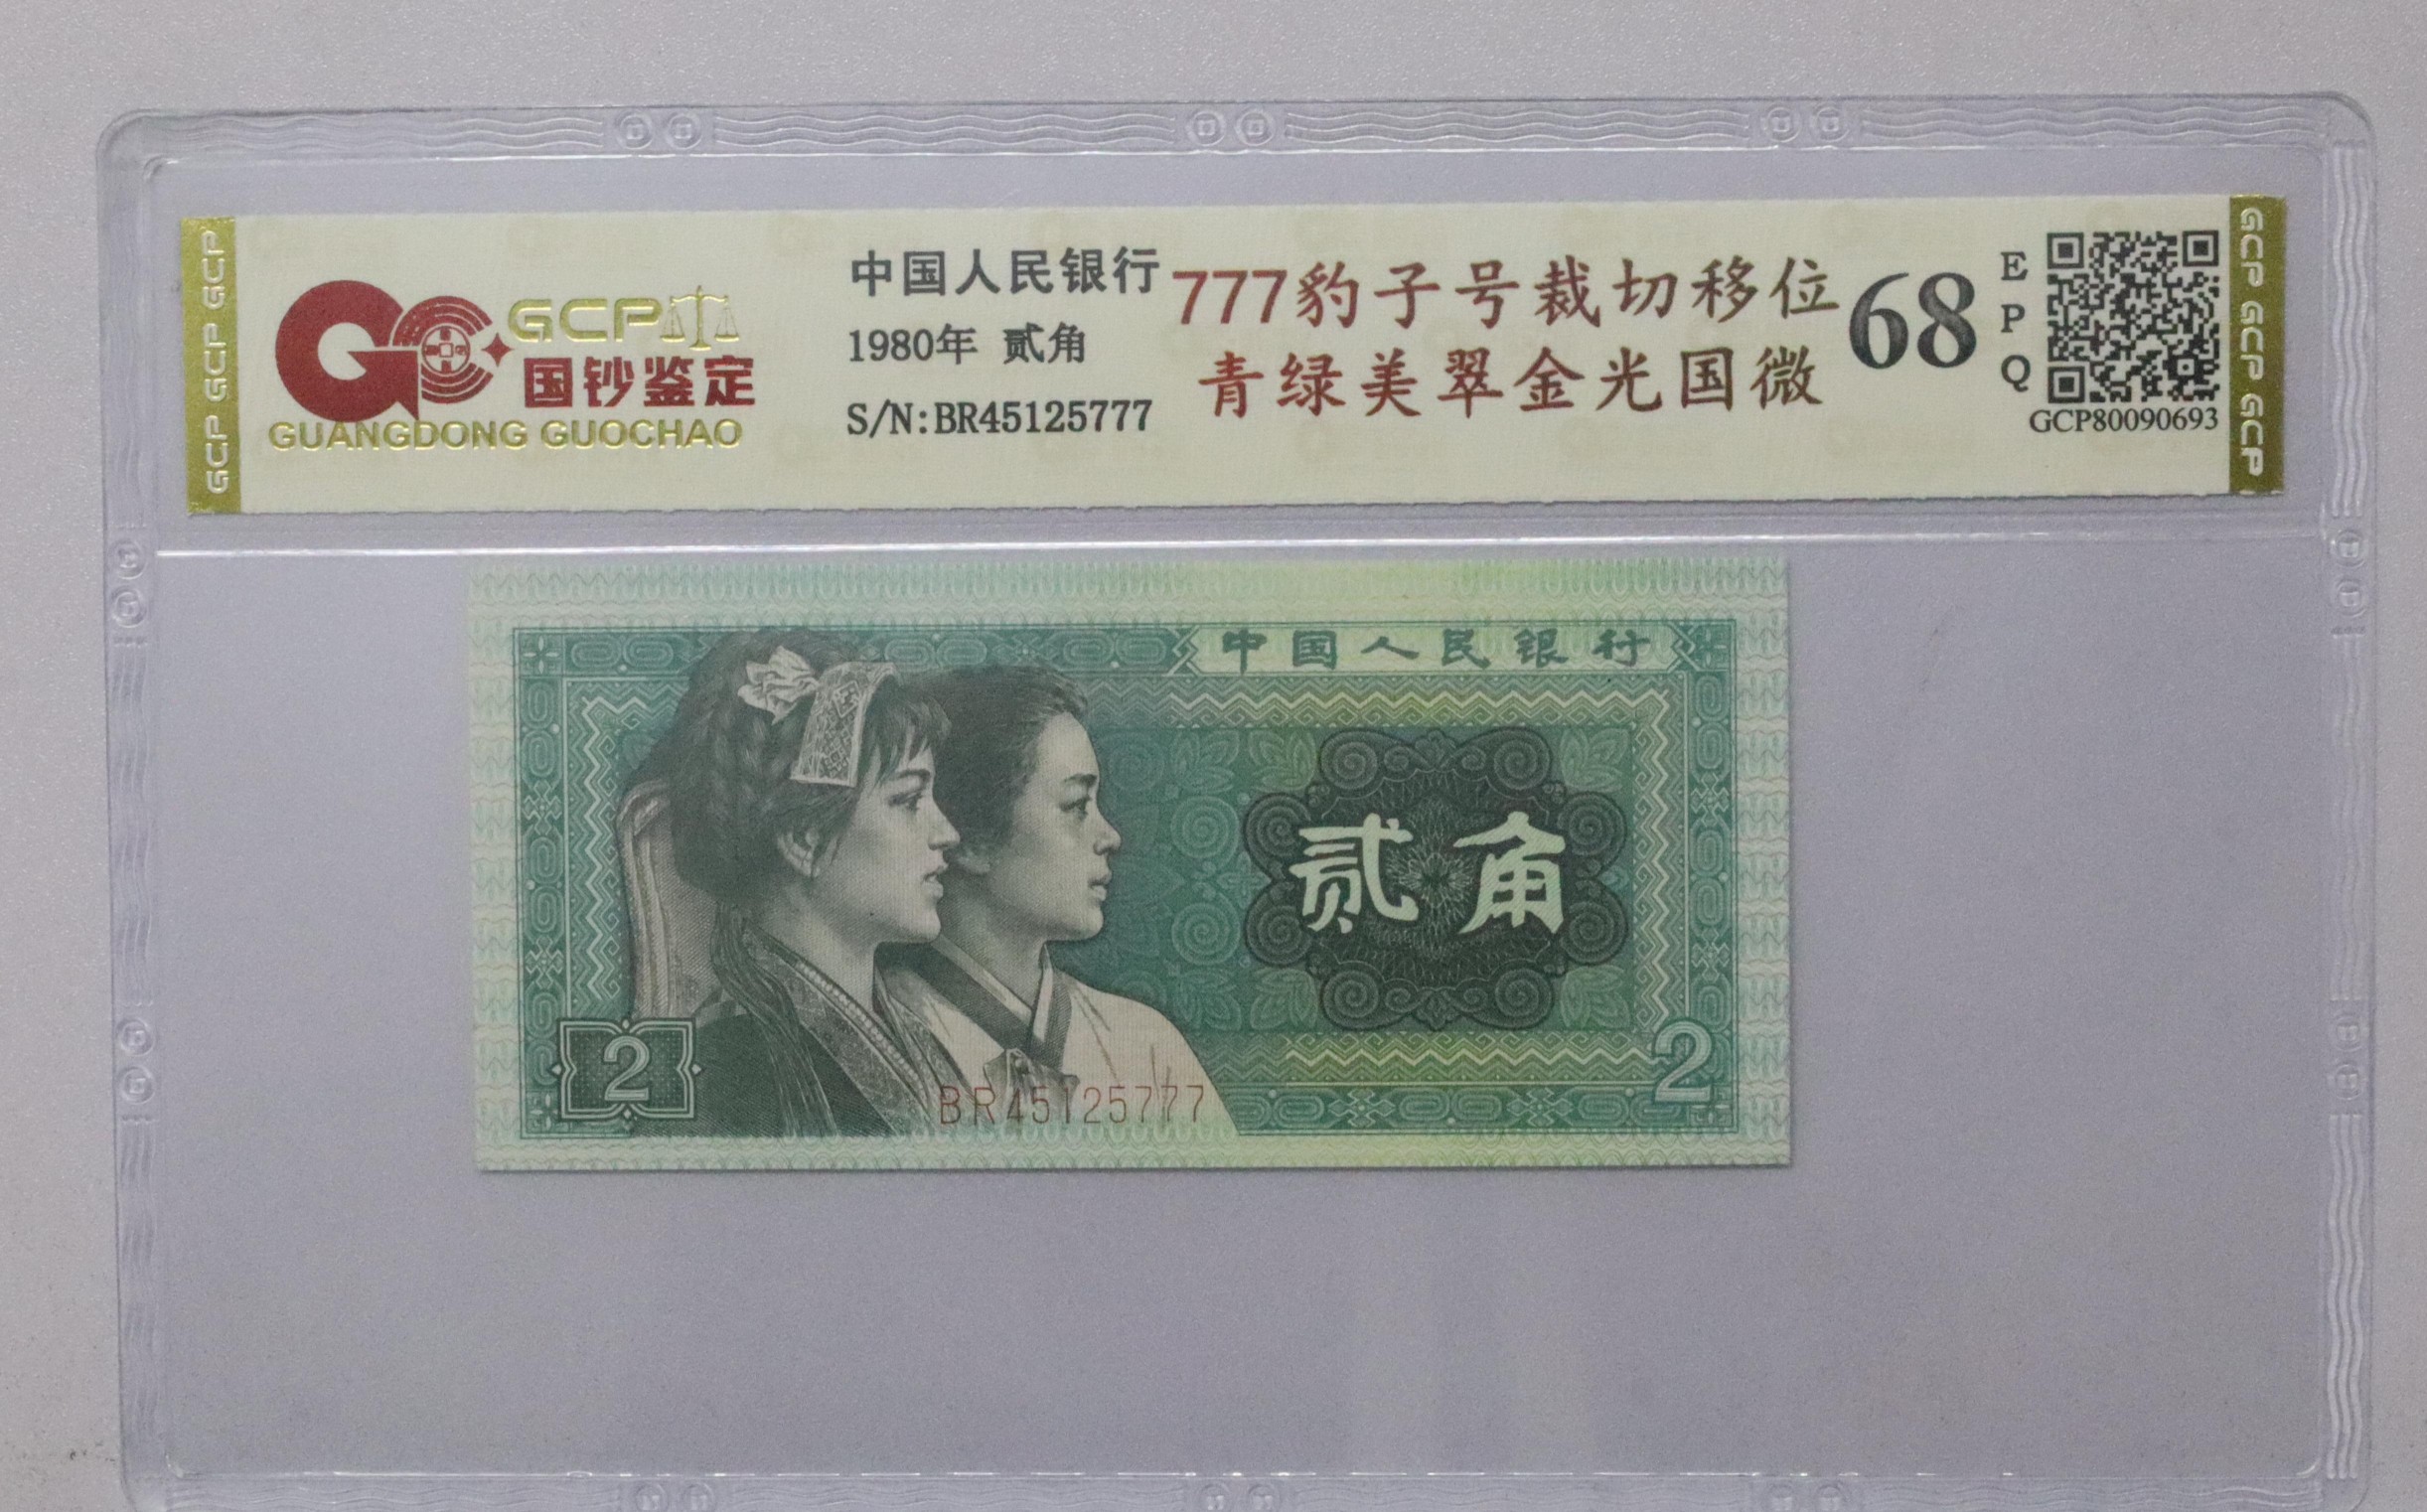 GCP GCP GCP
GCP
国钞鉴定
GUANGDONG GUOCHAO
中国人民银行
1980年 贰角
S/N:BR45125777
777豹子号裁切移位
青绿美翠金光国微
68
E
P
Q
GCP80090693
GCP GCP GCP
中国人民银行
贰角
2
BR45125777
2